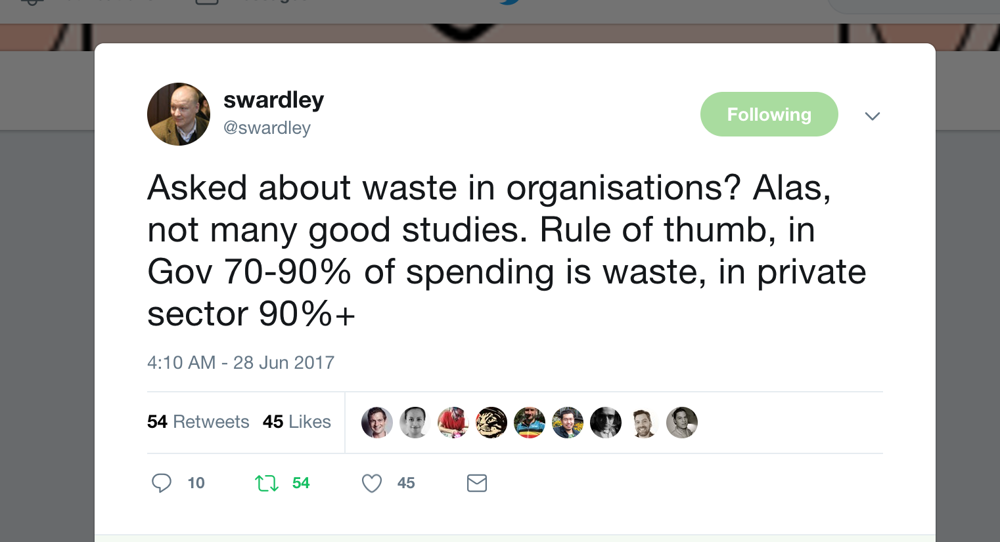 swardley
@swardley
Following
Asked about waste in organisations? Alas,
not many good studies. Rule of thumb, in
Gov 70-90% of spending is waste, in private
sector 90%+
4:10 AM - 28 Jun 2017
54 Retweets 45 Likes
10 54 45